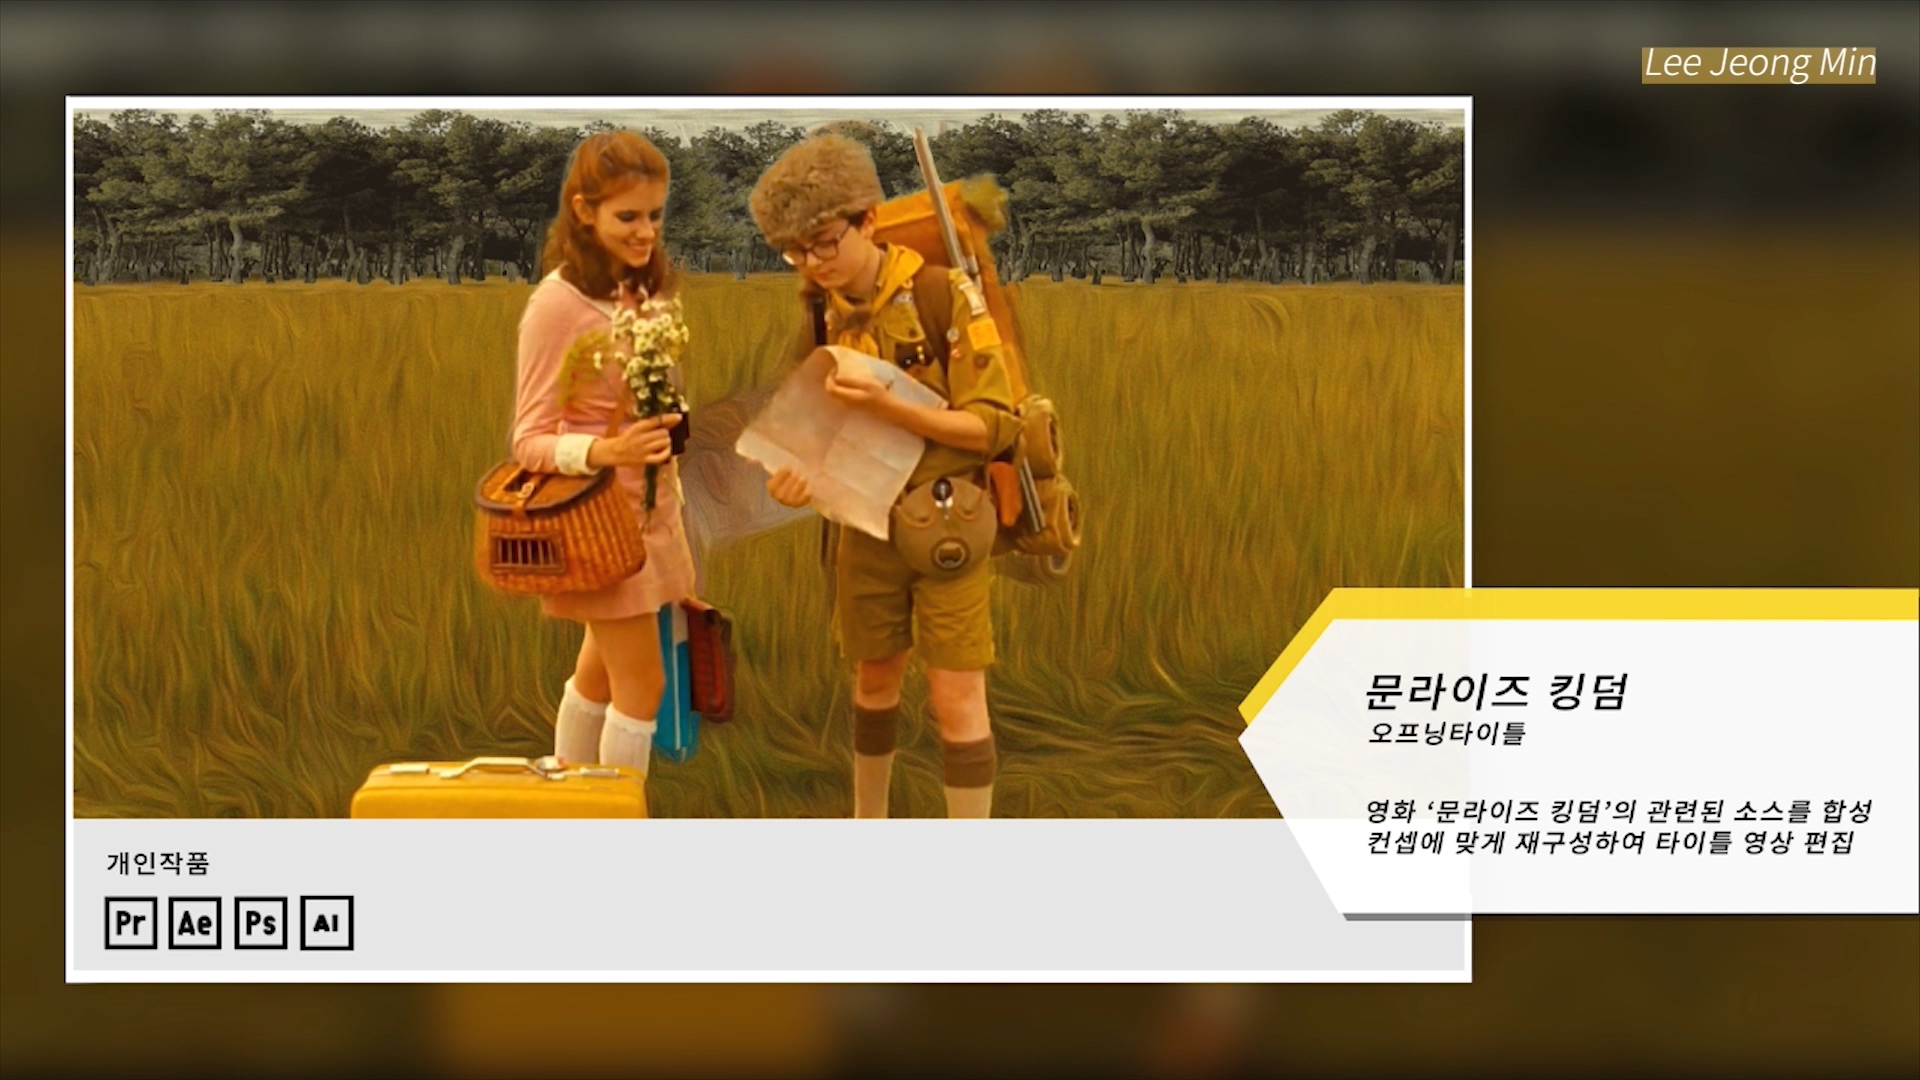 Lee Jeong Min
문라이즈 킹덤
오프닝타이틀
영화 ‘문라이즈 킹덤’의 관련된 소스를 합성
컨셉에 맞게 재구성하여 타이틀 영상 편집
개인작품
Pr Ae Ps AI